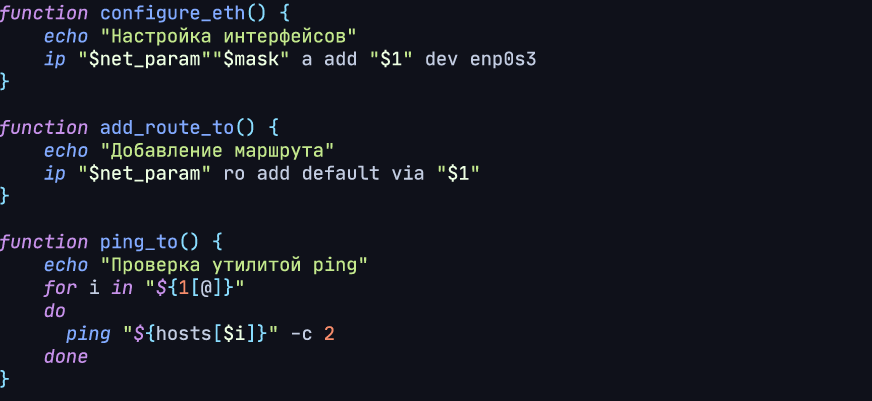 function configure_eth() {
    echo "Настройка интерфейсов"
    ip "$net_param""$mask" a add "$1" dev enp0s3
}

function add_route_to() {
    echo "Добавление маршрута"
    ip "$net_param" ro add default via "$1"
}

function ping_to() {
    echo "Проверка утилитой ping"
    for i in "${1[@]}"
    do
      ping "${hosts[$i]}" -c 2
    done
}